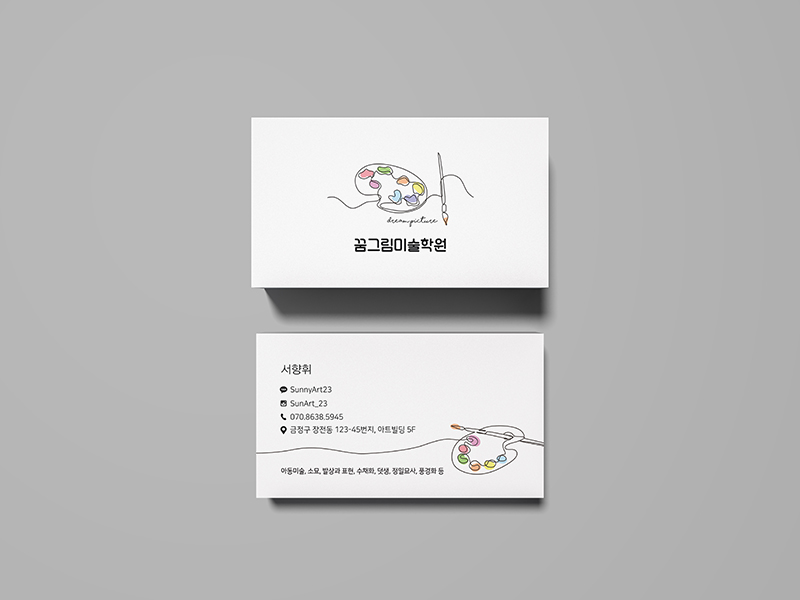 dream picture
꿈그림미술학원
서향휘
SunnyArt23
SunArt_23
070.8638.5945
금정구 장전동 123-45번지, 아트빌딩 5F
아동미술, 소묘, 발상과 표현, 수채화, 덧생, 정밀묘사, 풍경화 등